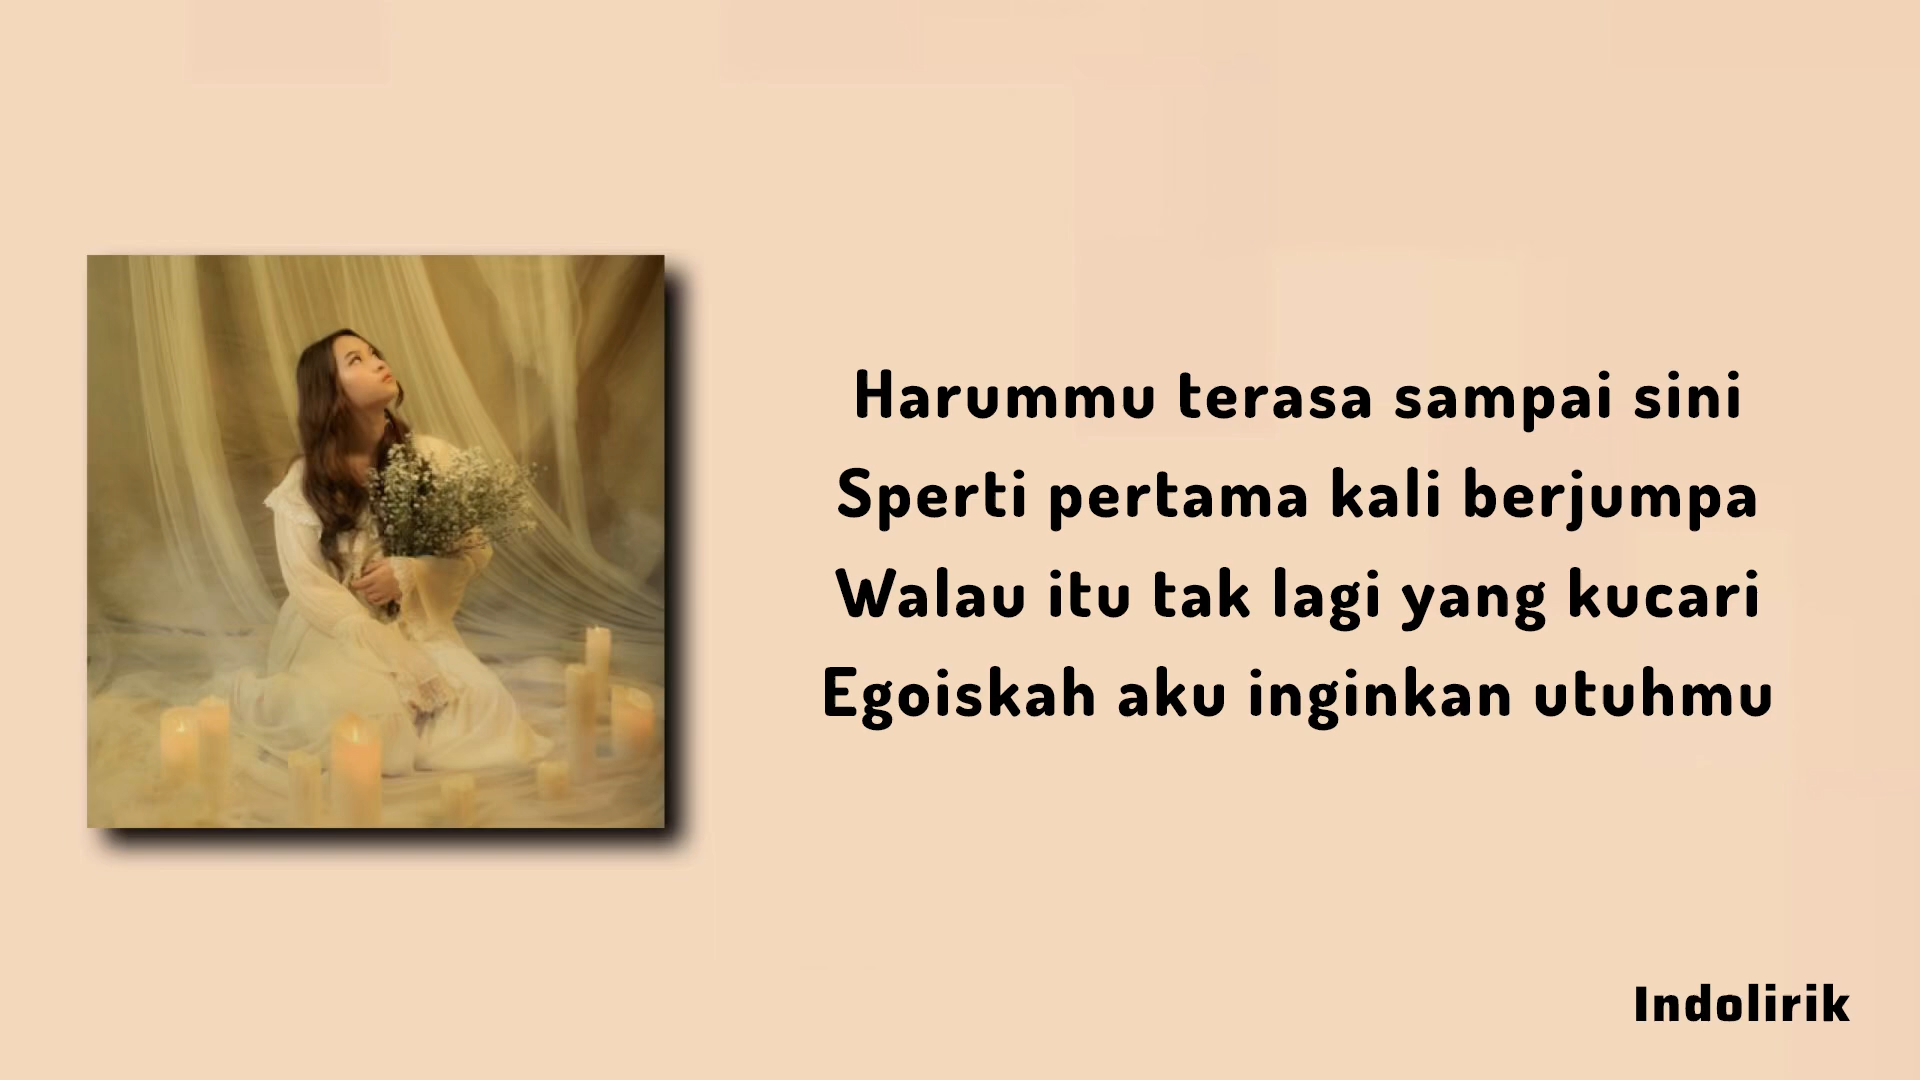 Harummu terasa sampai sini
Sperti pertama kali berjumpa
Walau itu tak lagi yang kucari
Egoiskah aku inginkan utuhmu
Indolirik